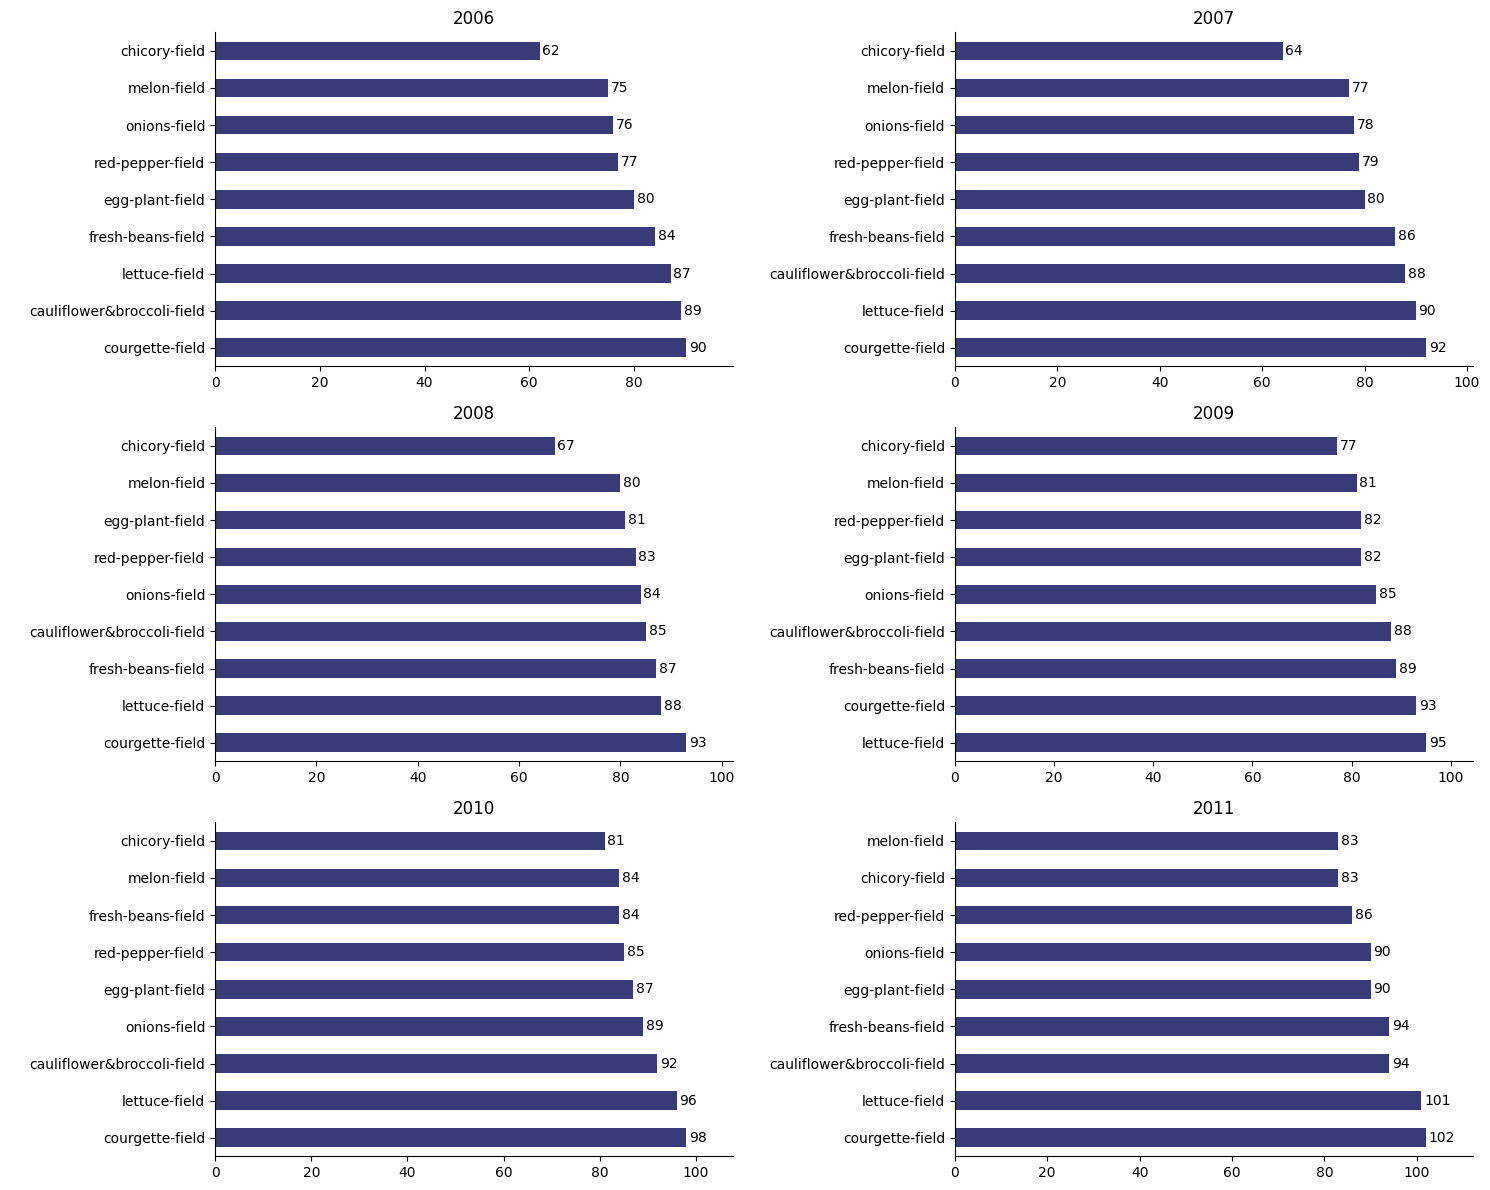 2006
chicory-field 62
melon-field 75
onions-field 76
red-pepper-field 77
egg-plant-field 80
fresh-beans-field 84
lettuce-field 87
cauliflower&broccoli-field 89
courgette-field 90
0 20 40 60 80
2007
chicory-field 64
melon-field 77
onions-field 78
red-pepper-field 79
egg-plant-field 80
fresh-beans-field 86
cauliflower&broccoli-field 88
lettuce-field 90
courgette-field 92
0 20 40 60 80 100
2008
chicory-field 67
melon-field 80
egg-plant-field 81
red-pepper-field 83
onions-field 84
cauliflower&broccoli-field 85
fresh-beans-field 87
lettuce-field 88
courgette-field 93
0 20 40 60 80 100
2009
chicory-field 77
melon-field 81
red-pepper-field 82
egg-plant-field 82
onions-field 85
cauliflower&broccoli-field 88
fresh-beans-field 89
courgette-field 93
lettuce-field 95
0 20 40 60 80 100
2010
chicory-field 81
melon-field 84
fresh-beans-field 84
red-pepper-field 85
egg-plant-field 87
onions-field 89
cauliflower&broccoli-field 92
lettuce-field 96
courgette-field 98
0 20 40 60 80 100
2011
melon-field 83
chicory-field 83
red-pepper-field 86
onions-field 90
egg-plant-field 90
fresh-beans-field 94
cauliflower&broccoli-field 94
lettuce-field 101
courgette-field 102
0 20 40 60 80 100